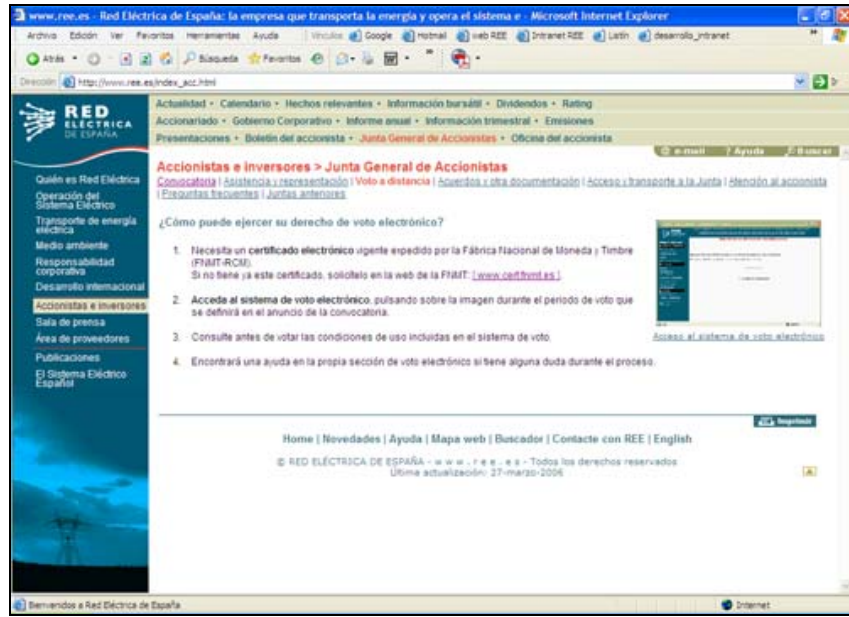 www.ree.es - Red Eléctrica de España: la empresa que transporta la energía y opera el sistema e - Microsoft Internet Explorer
Archivo Edición Ver Favoritos Herramientas Ayuda Vínculos Google Hotmail web REE Intranet REE Latin desarrollo_intranet
Atrás Búsqueda Favoritos
Dirección http://www.ree.es/index_acc.html
RED
ELÉCTRICA
DE ESPAÑA
Actualidad • Calendario • Hechos relevantes • Información bursátil • Dividendos • Rating
Accionariado • Gobierno Corporativo • Informe anual • Información trimestral • Emisiones
Presentaciones • Boletín del accionista • Junta General de Accionistas • Oficina del accionista
@ e-mail ? Ayuda Buscar
Quién es Red Eléctrica
Operación del
Sistema Eléctrico
Transporte de energía
eléctrica
Medio ambiente
Responsabilidad
corporativa
Desarrollo internacional
Accionistas e inversores
Sala de prensa
Área de proveedores
Publicaciones
El Sistema Eléctrico
Español
Accionistas e inversores > Junta General de Accionistas
Convocatoria | Asistencia y representación | Voto a distancia | Acuerdos y otra documentación | Acceso y transporte a la Junta | Atención al accionista
| Preguntas frecuentes | Juntas anteriores
¿Cómo puede ejercer su derecho de voto electrónico?
1. Necesita un certificado electrónico vigente expedido por la Fábrica Nacional de Moneda y Timbre
(FNMT-RCM).
Si no tiene ya este certificado, solicítelo en la web de la FNMT: [ www.cert.fnmt.es ].
2. Acceda al sistema de voto electrónico, pulsando sobre la imagen durante el periodo de voto que
se definirá en el anuncio de la convocatoria.
3. Consulte antes de votar las condiciones de uso incluidas en el sistema de voto.
4. Encontrará una ayuda en la propia sección de voto electrónico si tiene alguna duda durante el proceso.
Acceso al sistema de voto electrónico
Imprimir
Home | Novedades | Ayuda | Mapa web | Buscador | Contacte con REE | English
© RED ELÉCTRICA DE ESPAÑA - w w w . r e e . e s - Todos los derechos reservados
Última actualización: 27-marzo-2006
Bienvenidos a Red Eléctrica de España
Internet